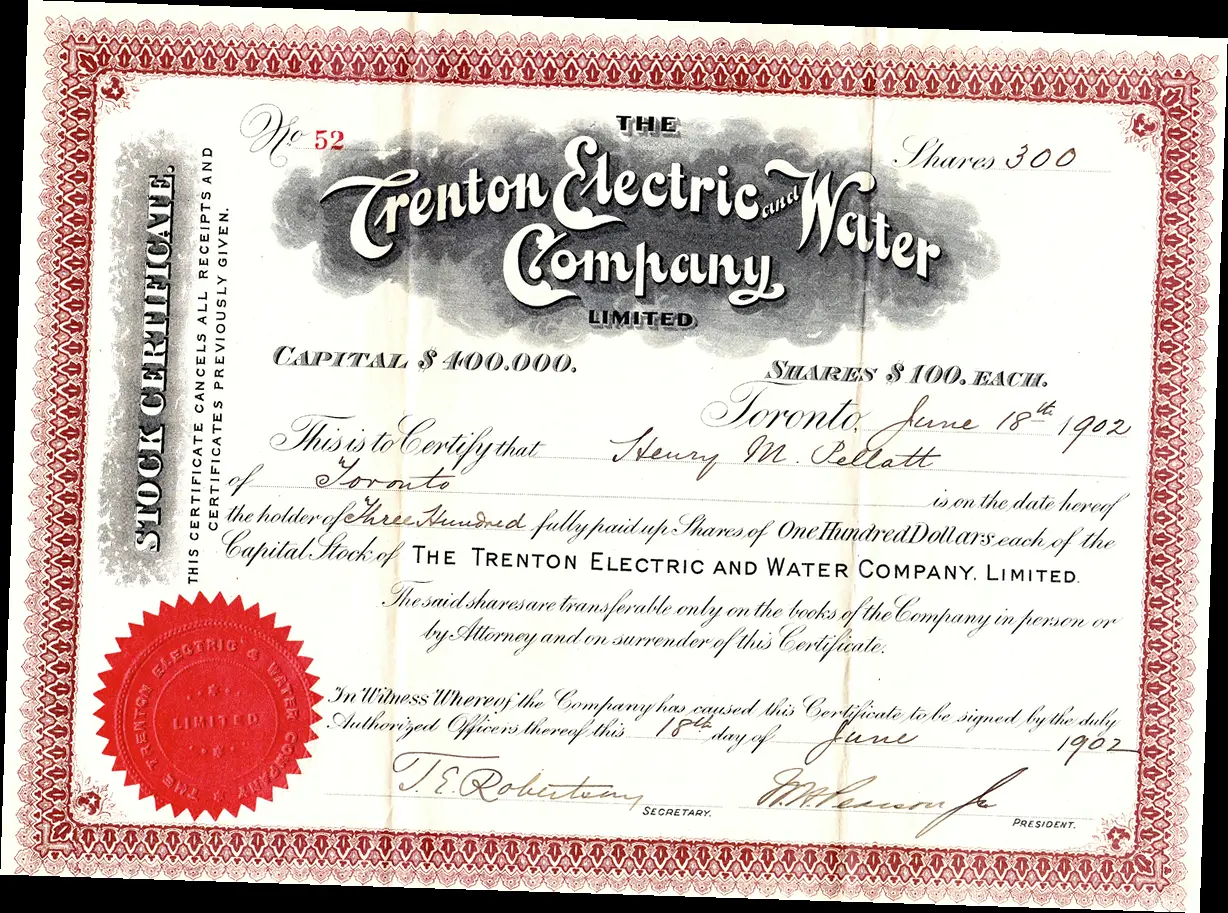 No 52
Shares 300
THE
Trenton Electric and Water
Company
LIMITED
STOCK CERTIFICATE.
THIS CERTIFICATE CANCELS ALL RECEIPTS AND
CERTIFICATES PREVIOUSLY GIVEN.
CAPITAL $400.000.
SHARES $100. EACH.
Toronto, June 18th 1902
This is to Certify that Henry M. Pellatt
of Toronto is on the date hereof
the holder of Three Hundred fully paid up Shares of One Hundred Dollars each of the
Capital Stock of THE TRENTON ELECTRIC AND WATER COMPANY, LIMITED.
The said shares are transferable only on the books of the Company in person or
by Attorney and on surrender of this Certificate.
In Witness Whereof the Company has caused this Certificate to be signed by the duly
Authorized Officers thereof this 18th day of June 1902
T. E. Robertson
SECRETARY.
Pearson Jr
PRESIDENT.
THE TRENTON ELECTRIC & WATER COMPANY
LIMITED